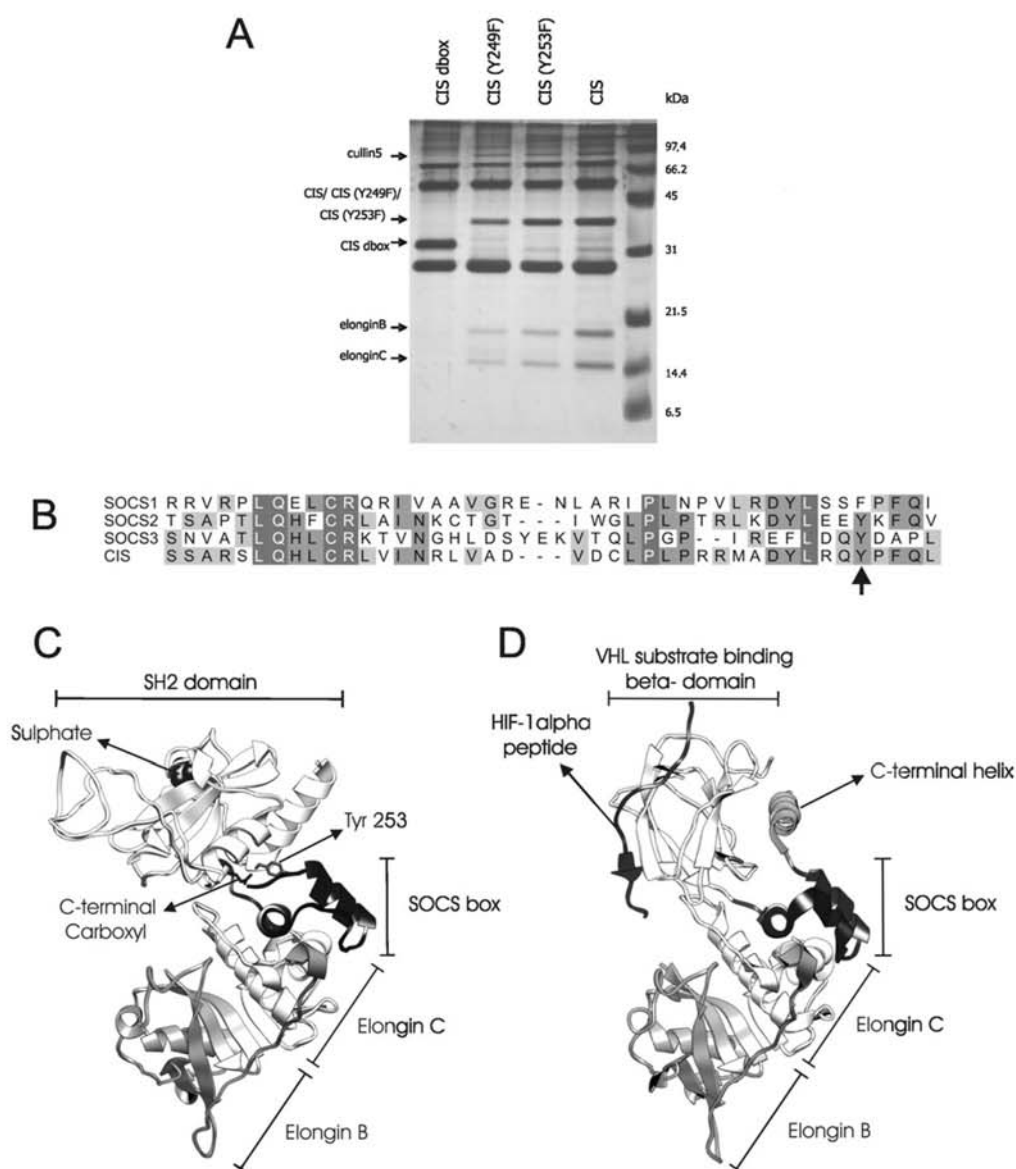 A
CIS dbox
CIS (Y249F)
CIS (Y253F)
CIS
kDa
cullin5
97,4
66.2
CIS/ CIS (Y249F)/
45
CIS (Y253F)
CIS dbox
31
21.5
elonginB
elonginC
14,4
6.5
B
SOCS1 R R V R P L Q E L C R Q R I V A A V G R E - N L A R I P L N P V L R D Y L S S F P F Q I
SOCS2 T S A P T L Q H F C R L A I N K C T G T - - - I W G L P L P T R L K D Y L E E Y K F Q V
SOCS3 S N V A T L Q H L C R K T V N G H L D S Y E K V T Q L P G P - - I R E F L D Q Y D A P L
CIS S S A R S L Q H L C R L V I N R L V A D - - - V D C L P L P R R M A D Y L R Q Y P F Q L
C
SH2 domain
Sulphate
Tyr 253
C-terminal
Carboxyl
SOCS box
Elongin C
Elongin B
D
VHL substrate binding
beta- domain
HIF-1alpha
peptide
C-terminal helix
SOCS box
Elongin C
Elongin B